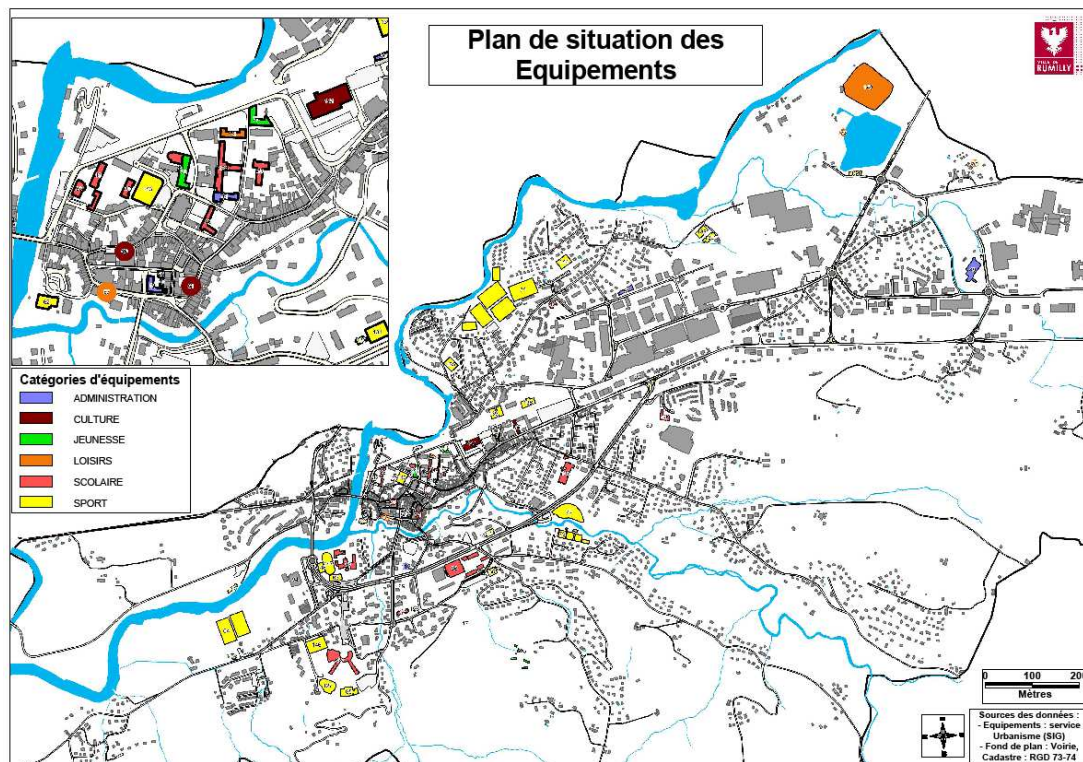 Plan de situation des
Equipements
VILLE DE
RUMILLY
Catégories d'équipements
ADMINISTRATION
CULTURE
JEUNESSE
LOISIRS
SCOLAIRE
SPORT
0 100 200
Mètres
Sources des données :
- Equipements : service
Urbanisme (SIG)
- Fond de plan : Voirie,
Cadastre : RGD 73-74